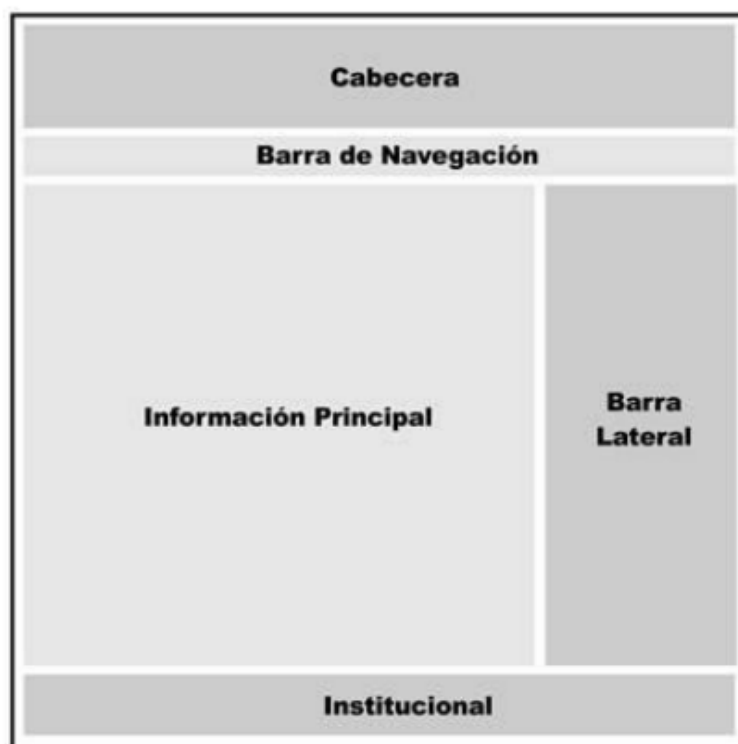 Cabecera
Barra de Navegación
Información Principal
Barra
Lateral
Institucional